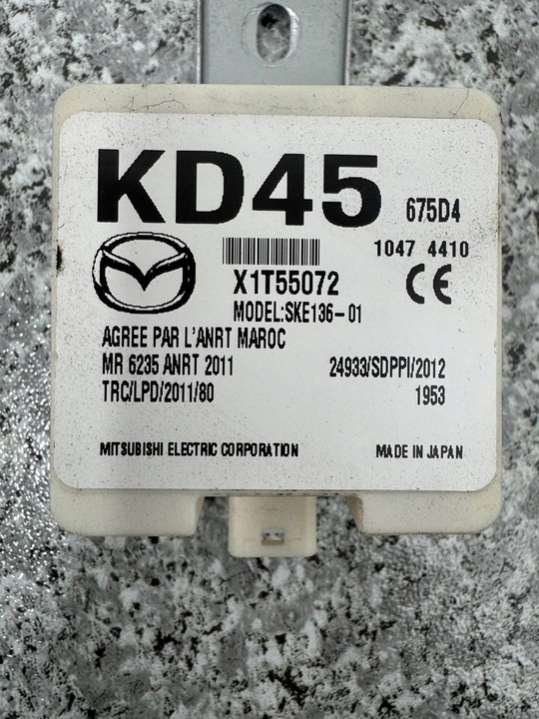 KD45 675D4
1047 4410
X1T55072 CE
MODEL:SKE136-01
AGREE PAR L'ANRT MAROC
MR 6235 ANRT 2011 24933/SDPPI/2012
TRC/LPD/2011/80 1953
MITSUBISHI ELECTRIC CORPORATION MADE IN JAPAN